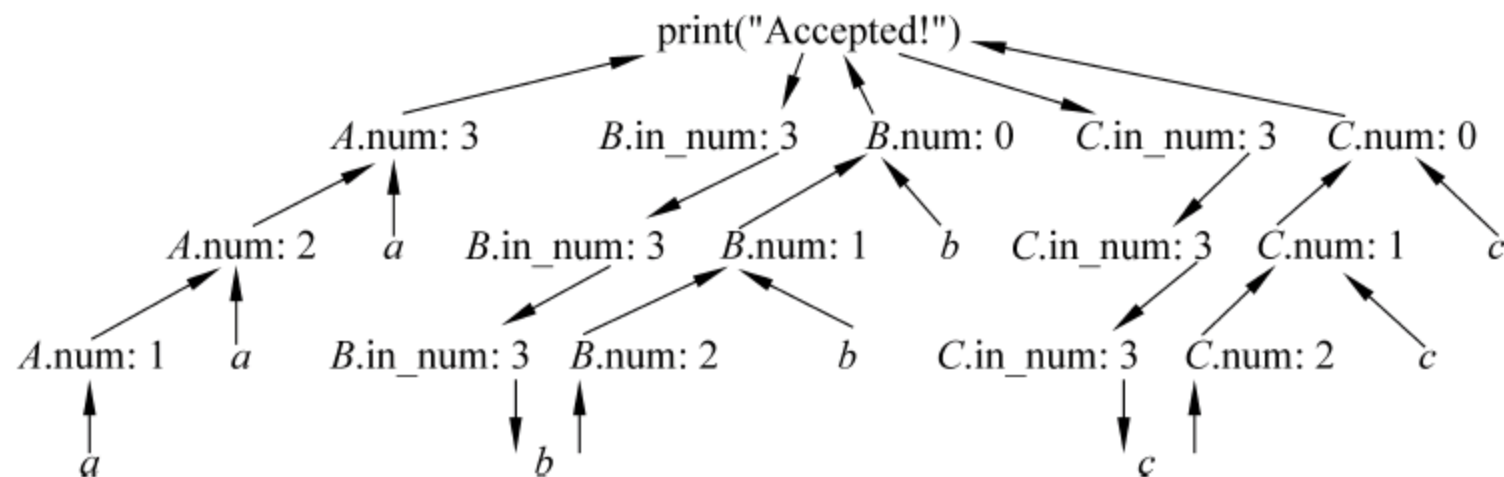 print("Accepted!")
A.num: 3 B.in_num: 3 B.num: 0 C.in_num: 3 C.num: 0
A.num: 2 a B.in_num: 3 B.num: 1 b C.in_num: 3 C.num: 1 c
A.num: 1 a B.in_num: 3 B.num: 2 b C.in_num: 3 C.num: 2 c
a b c